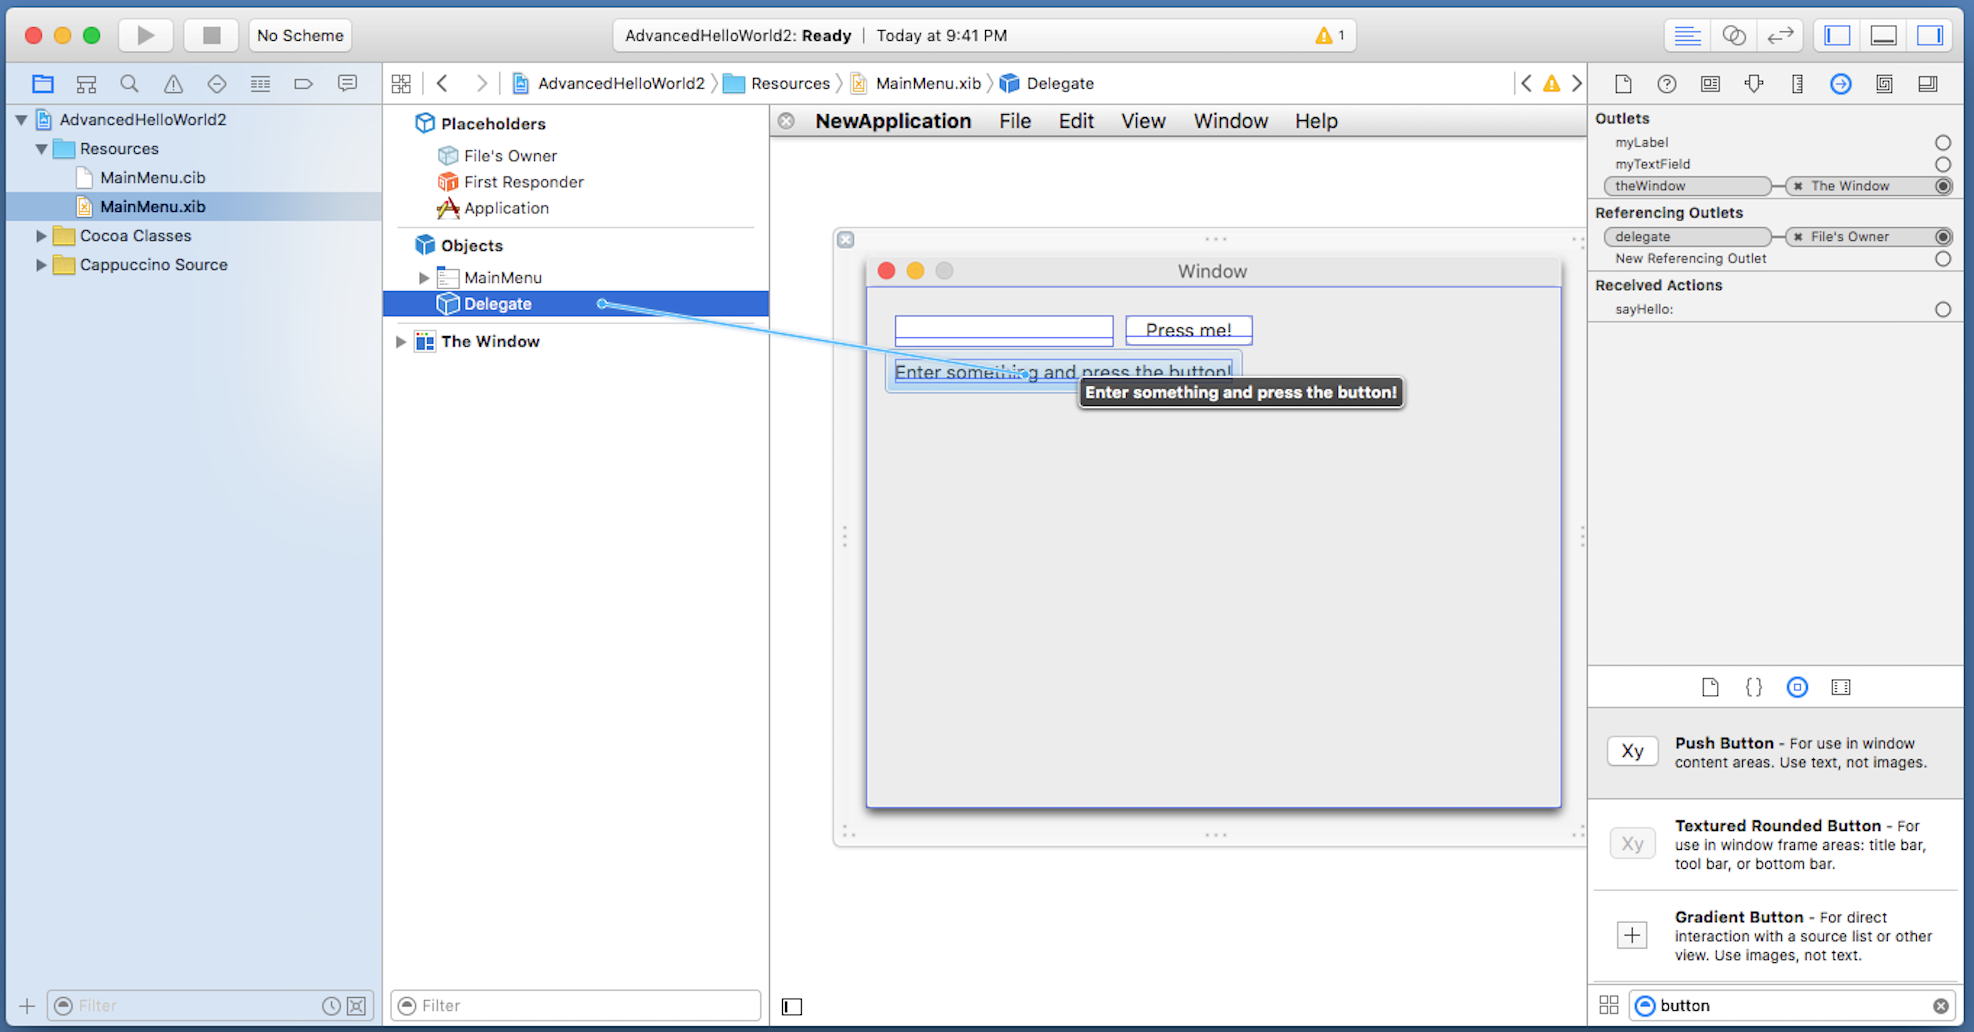 No Scheme
AdvancedHelloWorld2: Ready | Today at 9:41 PM
1
AdvancedHelloWorld2
Resources
MainMenu.cib
MainMenu.xib
Cocoa Classes
Cappuccino Source
Filter
AdvancedHelloWorld2 Resources MainMenu.xib Delegate
Placeholders
File's Owner
First Responder
Application
Objects
MainMenu
Delegate
The Window
Filter
NewApplication File Edit View Window Help
Window
Press me!
Enter something and press the button!
Enter something and press the button!
Outlets
myLabel
myTextField
theWindow The Window
Referencing Outlets
delegate File's Owner
New Referencing Outlet
Received Actions
sayHello:
Xy
Push Button - For use in window
content areas. Use text, not images.
Xy
Textured Rounded Button - For
use in window frame areas: title bar,
tool bar, or bottom bar.
Gradient Button - For direct
interaction with a source list or other
view. Use images, not text.
button